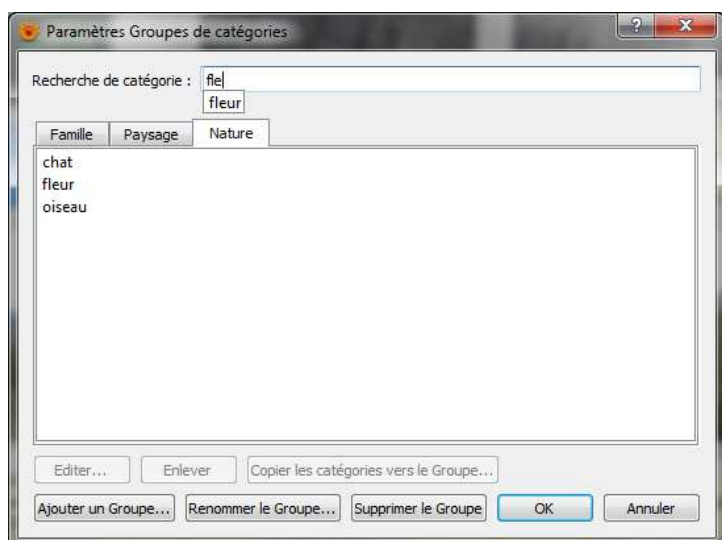 Paramètres Groupes de catégories
Recherche de catégorie : fle
fleur
Famille Paysage Nature
chat
fleur
oiseau
Editer... Enlever Copier les catégories vers le Groupe...
Ajouter un Groupe... Renommer le Groupe... Supprimer le Groupe OK Annuler